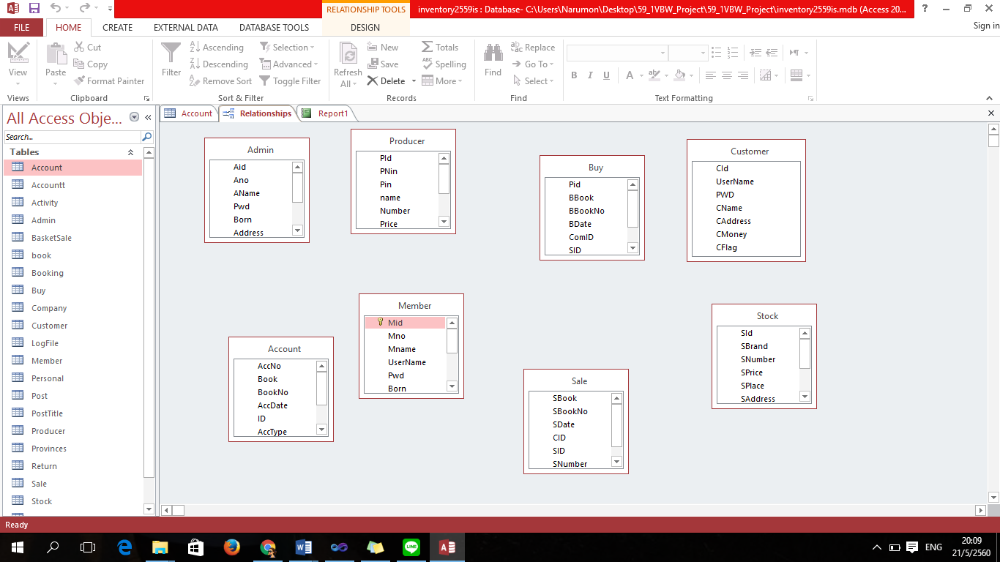 RELATIONSHIP TOOLS
inventory2559is : Database- C:\Users\Narumon\Desktop\59_1VBW_Project\59_1VBW_Project\inventory2559is.mdb (Access 20...
?
FILE HOME CREATE EXTERNAL DATA DATABASE TOOLS DESIGN Sign in
View
Views
Paste
Cut
Copy
Format Painter
Clipboard
Filter
Ascending
Descending
Remove Sort
Selection
Advanced
Toggle Filter
Sort & Filter
Refresh
All
New
Save
Delete
Totals
Spelling
More
Records
Find
Replace
Go To
Select
Find
B I U A
Text Formatting
All Access Obje...
Search...
Tables
Account
Accountt
Activity
Admin
BasketSale
book
Booking
Buy
Company
Customer
LogFile
Member
Personal
Post
PostTitle
Producer
Provinces
Return
Sale
Stock
Account Relationships Report1
Admin
Aid
Ano
AName
Pwd
Born
Address
Producer
PId
PNin
Pin
name
Number
Price
Buy
Pid
BBook
BBookNo
BDate
ComID
SID
Customer
CId
UserName
PWD
CName
CAddress
CMoney
CFlag
Account
AccNo
Book
BookNo
AccDate
ID
AccType
Member
Mid
Mno
Mname
UserName
Pwd
Born
Sale
SBook
SBookNo
SDate
CID
SID
SNumber
Stock
SId
SBrand
SNumber
SPrice
SPlace
SAddress
Ready
ENG
20:09
21/5/2560